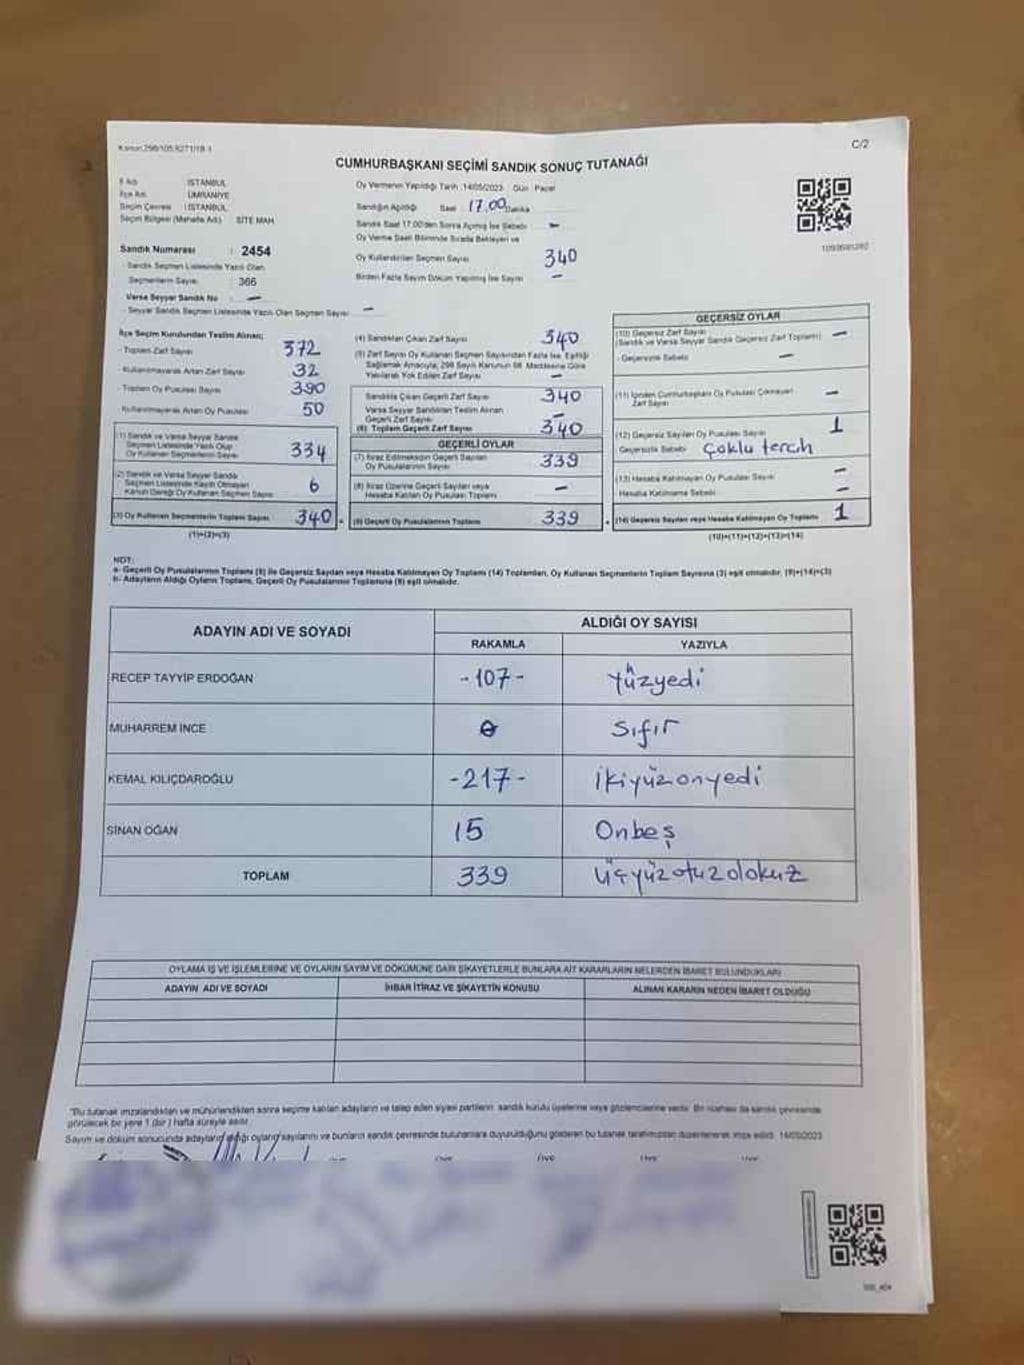 Kanun:298/105,6271/18-1
C/2
CUMHURBAŞKANI SEÇİMİ SANDIK SONUÇ TUTANAĞI
İl Adı : İSTANBUL
İlçe Adı : ÜMRANİYE
Seçim Çevresi : İSTANBUL
Seçim Bölgesi (Mahalle Adı) : SİTE MAH
Oy Vermenin Yapıldığı Tarih :14/05/2023 Gün : Pazar
Sandığın Açıldığı Saat 17.00 Dakika
Sandık Saat 17.00'den Sonra Açılmış İse Sebebi -
Oy Verme Saati Bitiminde Sırada Bekleyen ve
Oy Kullandırılan Seçmen Sayısı 340
Birden Fazla Sayım Döküm Yapılmış İse Sayısı -
Sandık Numarası : 2454
- Sandık Seçmen Listesinde Yazılı Olan
Seçmenlerin Sayısı : 366
Varsa Seyyar Sandık No : -
- Seyyar Sandık Seçmen Listesinde Yazılı Olan Seçmen Sayısı : -
İlçe Seçim Kurulundan Teslim Alınan;
- Toplam Zarf Sayısı 372
- Kullanılmayarak Artan Zarf Sayısı 32
- Toplam Oy Pusulası Sayısı 390
- Kullanılmayarak Artan Oy Pusulası 50
(1) Sandık ve Varsa Seyyar Sandık
Seçmen Listesinde Yazılı Olup
Oy Kullanan Seçmenlerin Sayısı 334
(2) Sandık ve Varsa Seyyar Sandık
Seçmen Listesinde Kayıtlı Olmayan
Kanun Gereği Oy Kullanan Seçmen Sayısı 6
(3) Oy Kullanan Seçmenlerin Toplam Sayısı 340
(1)+(2)=(3)
(4) Sandıktan Çıkan Zarf Sayısı 340
(5) Zarf Sayısı Oy Kullanan Seçmen Sayısından Fazla İse, Eşitliği
Sağlamak Amacıyla; 298 Sayılı Kanunun 98. Maddesine Göre
Yakılarak Yok Edilen Zarf Sayısı -
Sandıkta Çıkan Geçerli Zarf Sayısı 340
Varsa Seyyar Sandıktan Teslim Alınan
Geçerli Zarf Sayısı -
(6) Toplam Geçerli Zarf Sayısı 340
GEÇERLİ OYLAR
(7) İtiraz Edilmeksizin Geçerli Sayılan
Oy Pusulalarının Sayısı 339
(8) İtiraz Üzerine Geçerli Sayılan veya
Hesaba Katılan Oy Pusulası Toplamı -
(9) Geçerli Oy Pusulalarının Toplamı 339
GEÇERSİZ OYLAR
(10) Geçersiz Zarf Sayısı
(Sandık ve Varsa Seyyar Sandık Geçersiz Zarf Toplamı) -
- Geçersizlik Sebebi -
(11) İçinden Cumhurbaşkanı Oy Pusulası Çıkmayan
Zarf Sayısı -
(12) Geçersiz Sayılan Oy Pusulası Sayısı 1
Geçersizlik Sebebi çoklu tercih
(13) Hesaba Katılmayan Oy Pusulası Sayısı -
- Hesaba Katılmama Sebebi -
(14) Geçersiz Sayılan veya Hesaba Katılmayan Oy Toplamı 1
(10)+(11)+(12)+(13)=(14)
NOT:
a- Geçerli Oy Pusulalarının Toplamı (9) ile Geçersiz Sayılan veya Hesaba Katılmayan Oy Toplamı (14) Toplamları, Oy Kullanan Seçmenlerin Toplam Sayısına (3) eşit olmalıdır. (9)+(14)=(3)
b- Adayların Aldığı Oyların Toplamı, Geçerli Oy Pusulalarının Toplamına (9) eşit olmalıdır.
ADAYIN ADI VE SOYADI
ALDIĞI OY SAYISI
RAKAMLA YAZIYLA
RECEP TAYYİP ERDOĞAN -107- Yüzyedi
MUHARREM İNCE 0 Sıfır
KEMAL KILIÇDAROĞLU -217- ikiyüzonyedi
SİNAN OĞAN 15 Onbeş
TOPLAM 339 üçyüzotuzdokuz
OYLAMA İŞ VE İŞLEMLERİNE VE OYLARIN SAYIM VE DÖKÜMÜNE DAİR ŞİKAYETLERLE BUNLARA AİT KARARLARIN NELERDEN İBARET BULUNDUKLARI
ADAYIN ADI VE SOYADI İHBAR İTİRAZ VE ŞİKAYETİN KONUSU ALINAN KARARIN NEDEN İBARET OLDUĞU
"Bu tutanak imzalandıktan ve mühürlendikten sonra seçime katılan adayların ve talep eden siyasi partilerin sandık kurulu üyelerine veya gözlemcilerine verilir. Bir nüshası da sandık çevresinde
görülecek bir yere 1 (bir) hafta süreyle asılır.
Sayım ve döküm sonucunda adayların aldığı oyların sayılarını ve bunların sandık çevresinde bulunanlara duyurulduğunu gösteren bu tutanak tarafımızdan düzenlenerek imza edildi. 14/05/2023